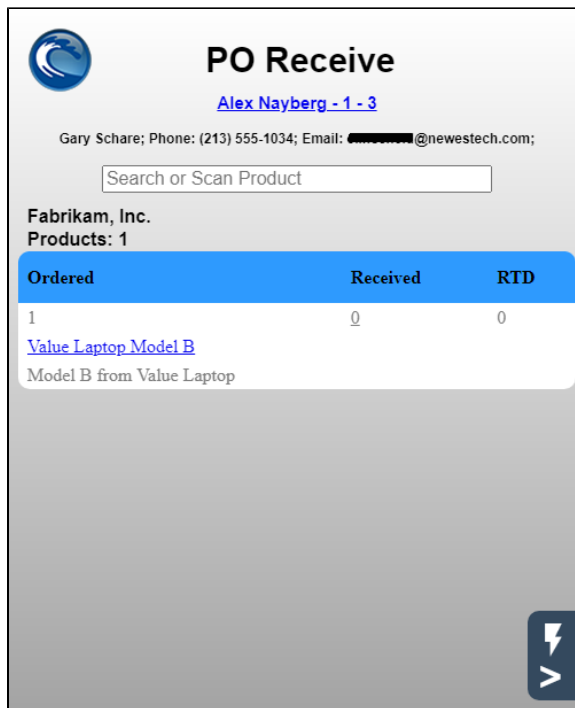 PO Receive
Alex Nayberg - 1 - 3
Gary Schare; Phone: (213) 555-1034; Email: @newestech.com;
Search or Scan Product
Fabrikam, Inc.
Products: 1
Ordered Received RTD
1 0 0
Value Laptop Model B
Model B from Value Laptop
>